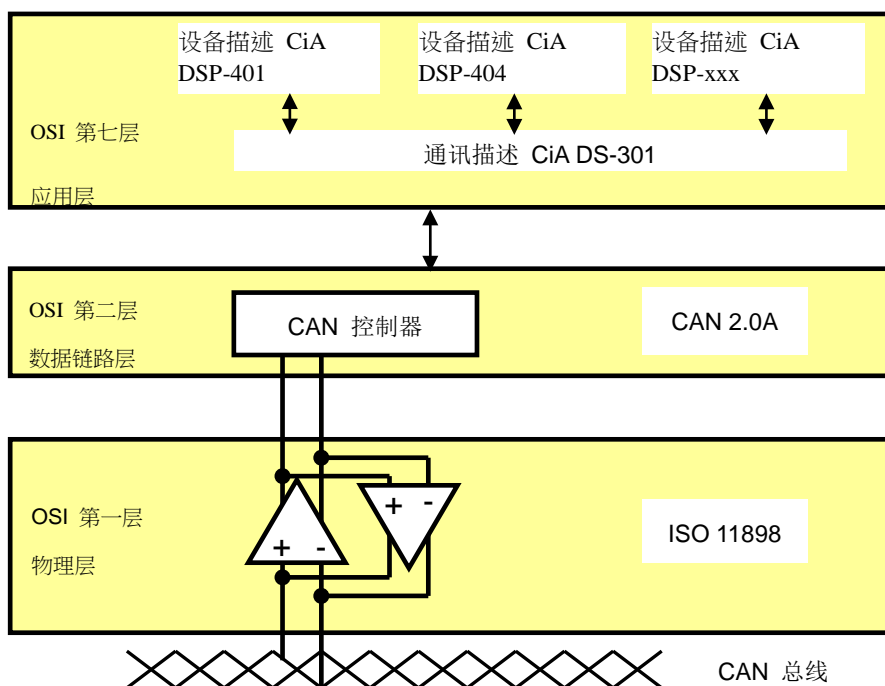 设备描述 CiA
DSP-401
设备描述 CiA
DSP-404
设备描述 CiA
DSP-xxx
OSI 第七层
通讯描述 CiA DS-301
应用层
OSI 第二层
CAN 控制器
CAN 2.0A
数据链路层
+ -
OSI 第一层
ISO 11898
+ -
物理层
CAN 总线